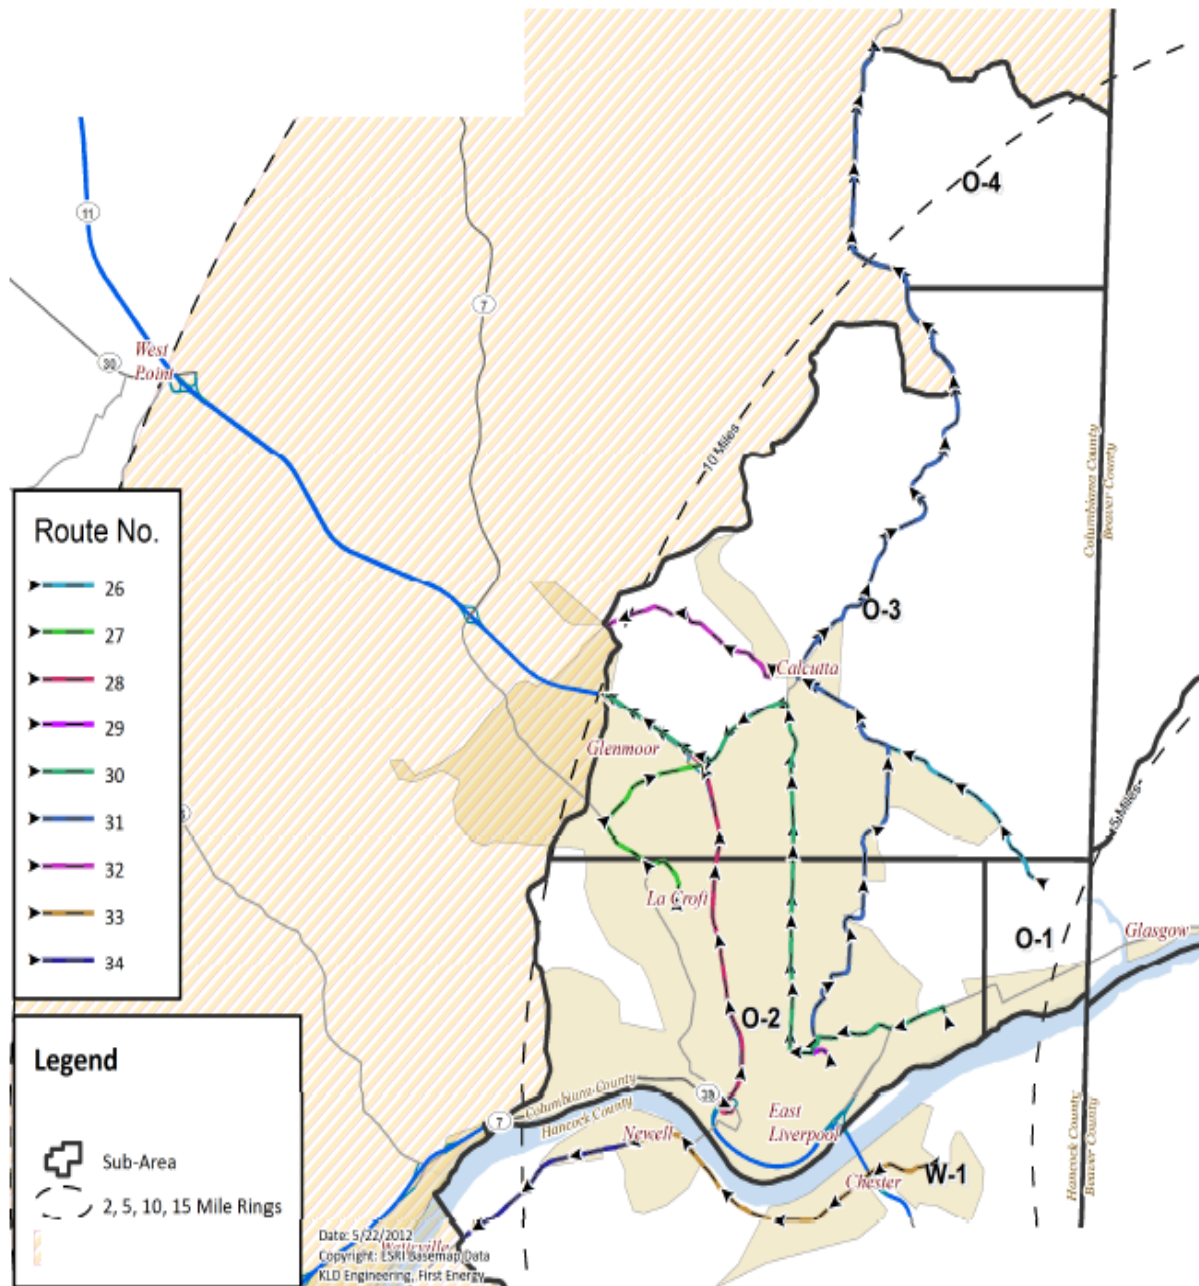 O-4
11
7
West
Point
30
10 Miles
Columbiana County
Beaver County
Route No.
26
27
28
29
30
31
32
33
34
O-3
Calcutta
Glenmoor
5 Miles
La Croft
O-1
Glasgow
O-2
Legend
Sub-Area
2, 5, 10, 15 Mile Rings
7
Columbiana County
Hancock County
39
East
Liverpool
Newell
Chester
W-1
Hancock County
Beaver County
Wellsville
Date: 5/22/2012
Copyright: ESRI Basemap Data
KLD Engineering, First Energy